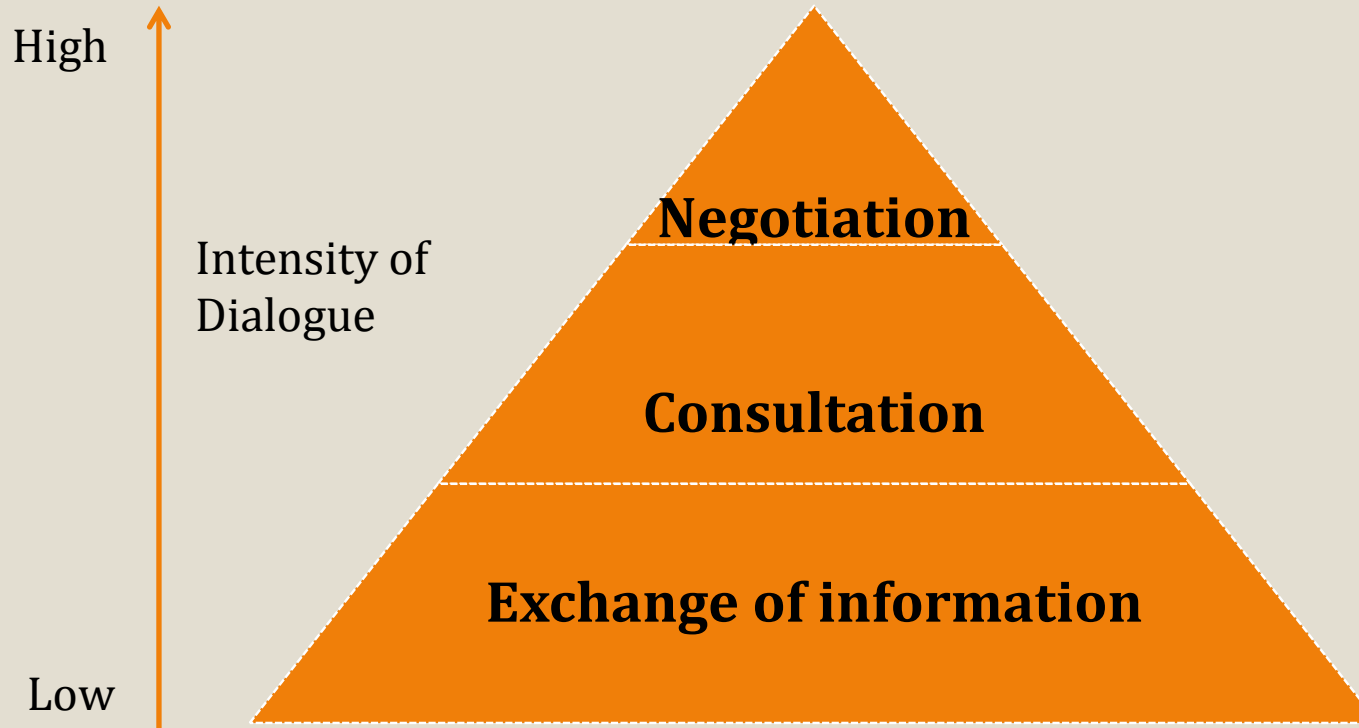 High
Negotiation
Intensity of
Dialogue
Consultation
Exchange of information
Low